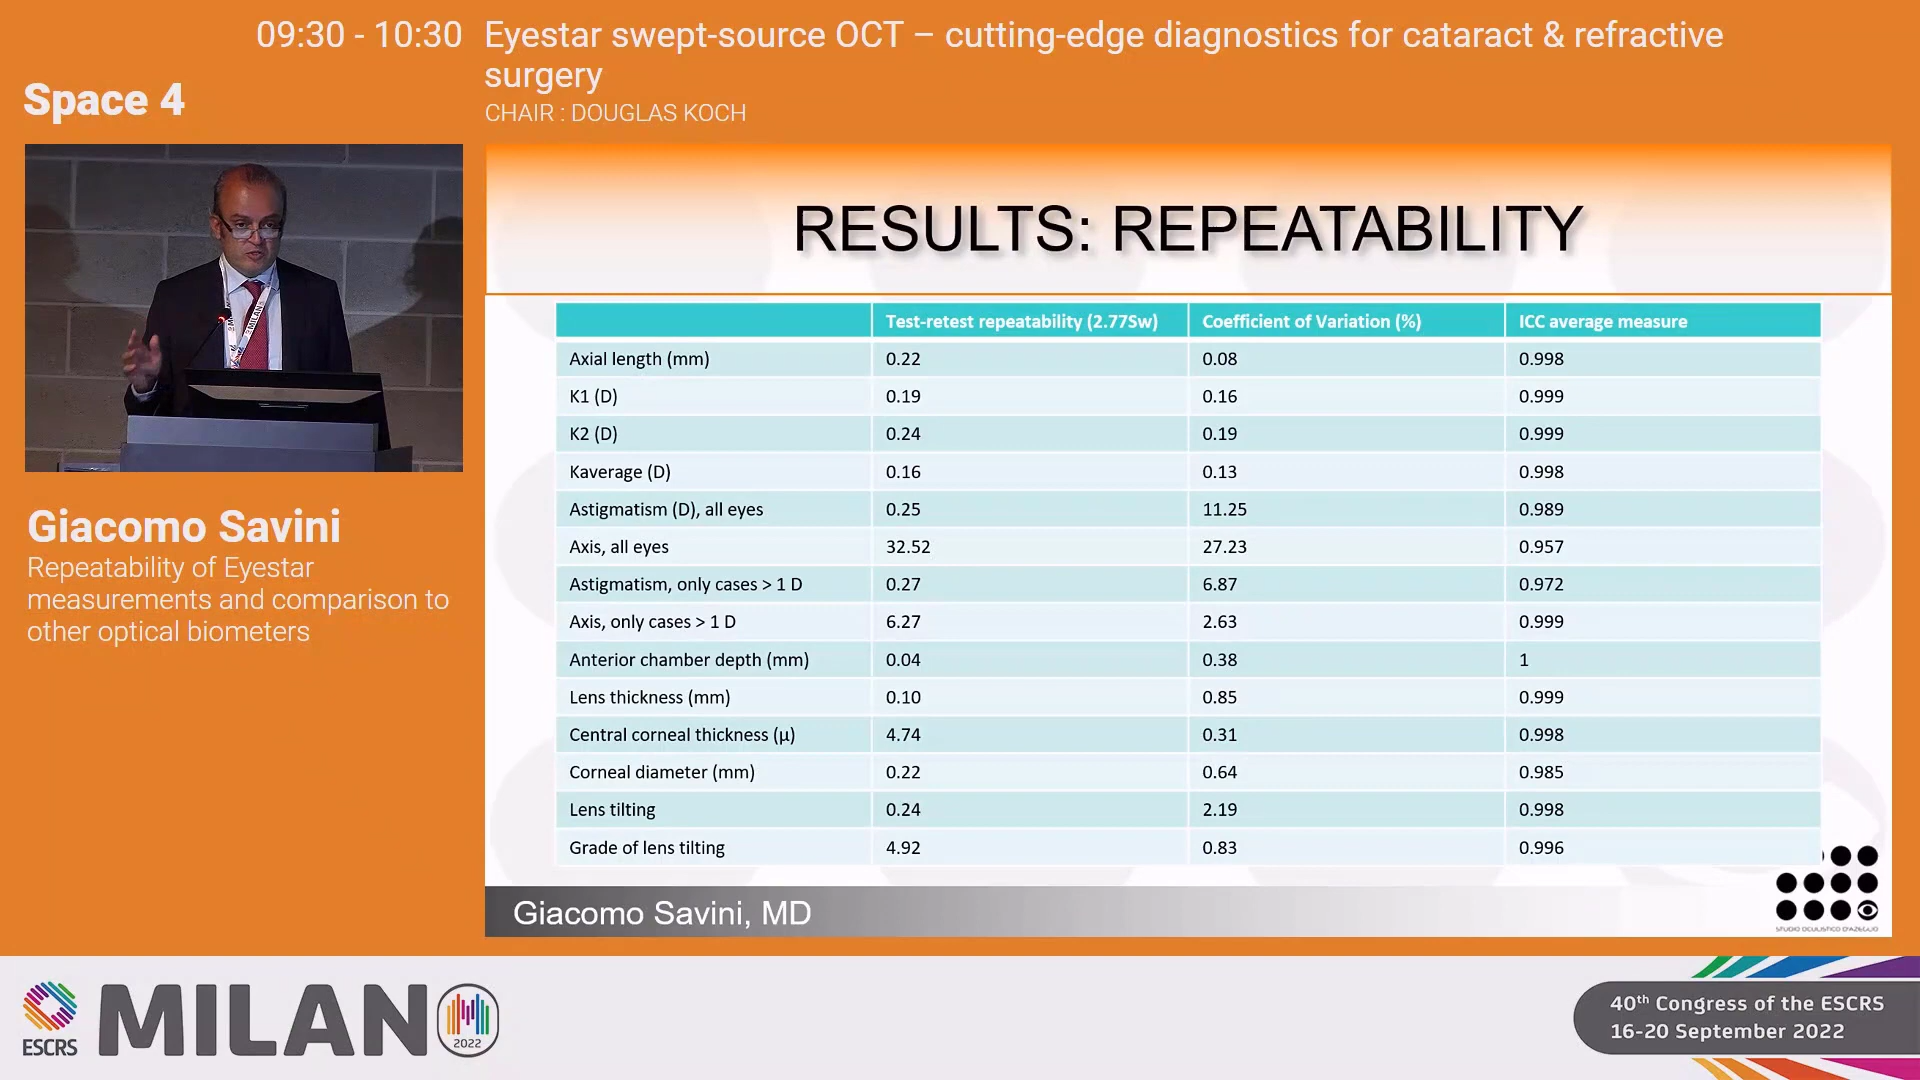 09:30 - 10:30 Eyestar swept-source OCT – cutting-edge diagnostics for cataract & refractive
surgery
CHAIR : DOUGLAS KOCH
Space 4
RESULTS: REPEATABILITY
Test-retest repeatability (2.77Sw) Coefficient of Variation (%) ICC average measure
Axial length (mm) 0.22 0.08 0.998
K1 (D) 0.19 0.16 0.999
K2 (D) 0.24 0.19 0.999
Kaverage (D) 0.16 0.13 0.998
Astigmatism (D), all eyes 0.25 11.25 0.989
Axis, all eyes 32.52 27.23 0.957
Astigmatism, only cases > 1 D 0.27 6.87 0.972
Axis, only cases > 1 D 6.27 2.63 0.999
Anterior chamber depth (mm) 0.04 0.38 1
Lens thickness (mm) 0.10 0.85 0.999
Central corneal thickness (μ) 4.74 0.31 0.998
Corneal diameter (mm) 0.22 0.64 0.985
Lens tilting 0.24 2.19 0.998
Grade of lens tilting 4.92 0.83 0.996
Giacomo Savini, MD
STUDIO OCULISTICO D'AZEGLIO
MILAN
Giacomo Savini
Repeatability of Eyestar
measurements and comparison to
other optical biometers
ESCRS
MILANO
2022
40th Congress of the ESCRS
16-20 September 2022